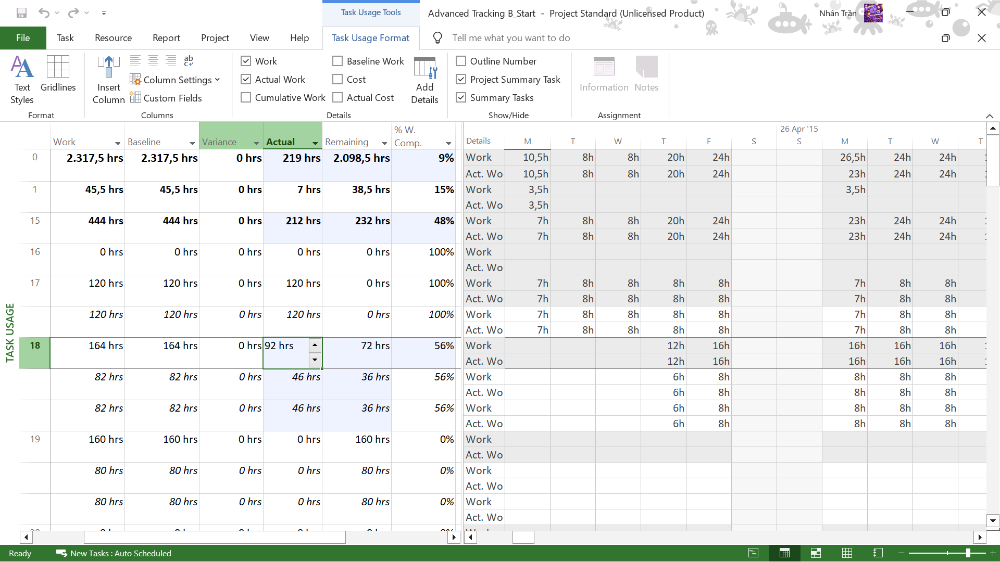 Task Usage Tools
Advanced Tracking B_Start - Project Standard (Unlicensed Product)
Nhân Trần
File Task Resource Report Project View Help Task Usage Format Tell me what you want to do
Text Styles
Gridlines
Format
Insert Column
ab
c
Column Settings
Custom Fields
Columns
Work Baseline Work
Actual Work Cost
Cumulative Work Actual Cost
Add Details
Details
Outline Number
Project Summary Task
Summary Tasks
Show/Hide
Information Notes
Assignment
TASK USAGE
Work Baseline Variance Actual Remaining % W. Comp.
26 Apr '15
Details M T W T F S S M T W T
0 2.317,5 hrs 2.317,5 hrs 0 hrs 219 hrs 2.098,5 hrs 9% Work 10,5h 8h 8h 20h 24h 26,5h 24h 24h
Act. Wo 10,5h 8h 8h 20h 24h 23h 24h 24h
1 45,5 hrs 45,5 hrs 0 hrs 7 hrs 38,5 hrs 15% Work 3,5h 3,5h
Act. Wo 3,5h
15 444 hrs 444 hrs 0 hrs 212 hrs 232 hrs 48% Work 7h 8h 8h 20h 24h 23h 24h 24h
Act. Wo 7h 8h 8h 20h 24h 23h 24h 24h
16 0 hrs 0 hrs 0 hrs 0 hrs 0 hrs 100% Work
Act. Wo
17 120 hrs 120 hrs 0 hrs 120 hrs 0 hrs 100% Work 7h 8h 8h 8h 8h 7h 8h 8h
Act. Wo 7h 8h 8h 8h 8h 7h 8h 8h
120 hrs 120 hrs 0 hrs 120 hrs 0 hrs 100% Work 7h 8h 8h 8h 8h 7h 8h 8h
Act. Wo 7h 8h 8h 8h 8h 7h 8h 8h
18 164 hrs 164 hrs 0 hrs 92 hrs 72 hrs 56% Work 12h 16h 16h 16h 16h
Act. Wo 12h 16h 16h 16h 16h
82 hrs 82 hrs 0 hrs 46 hrs 36 hrs 56% Work 6h 8h 8h 8h 8h
Act. Wo 6h 8h 8h 8h 8h
82 hrs 82 hrs 0 hrs 46 hrs 36 hrs 56% Work 6h 8h 8h 8h 8h
Act. Wo 6h 8h 8h 8h 8h
19 160 hrs 160 hrs 0 hrs 0 hrs 160 hrs 0% Work
Act. Wo
80 hrs 80 hrs 0 hrs 0 hrs 80 hrs 0% Work
Act. Wo
80 hrs 80 hrs 0 hrs 0 hrs 80 hrs 0% Work
Act. Wo
Ready New Tasks : Auto Scheduled